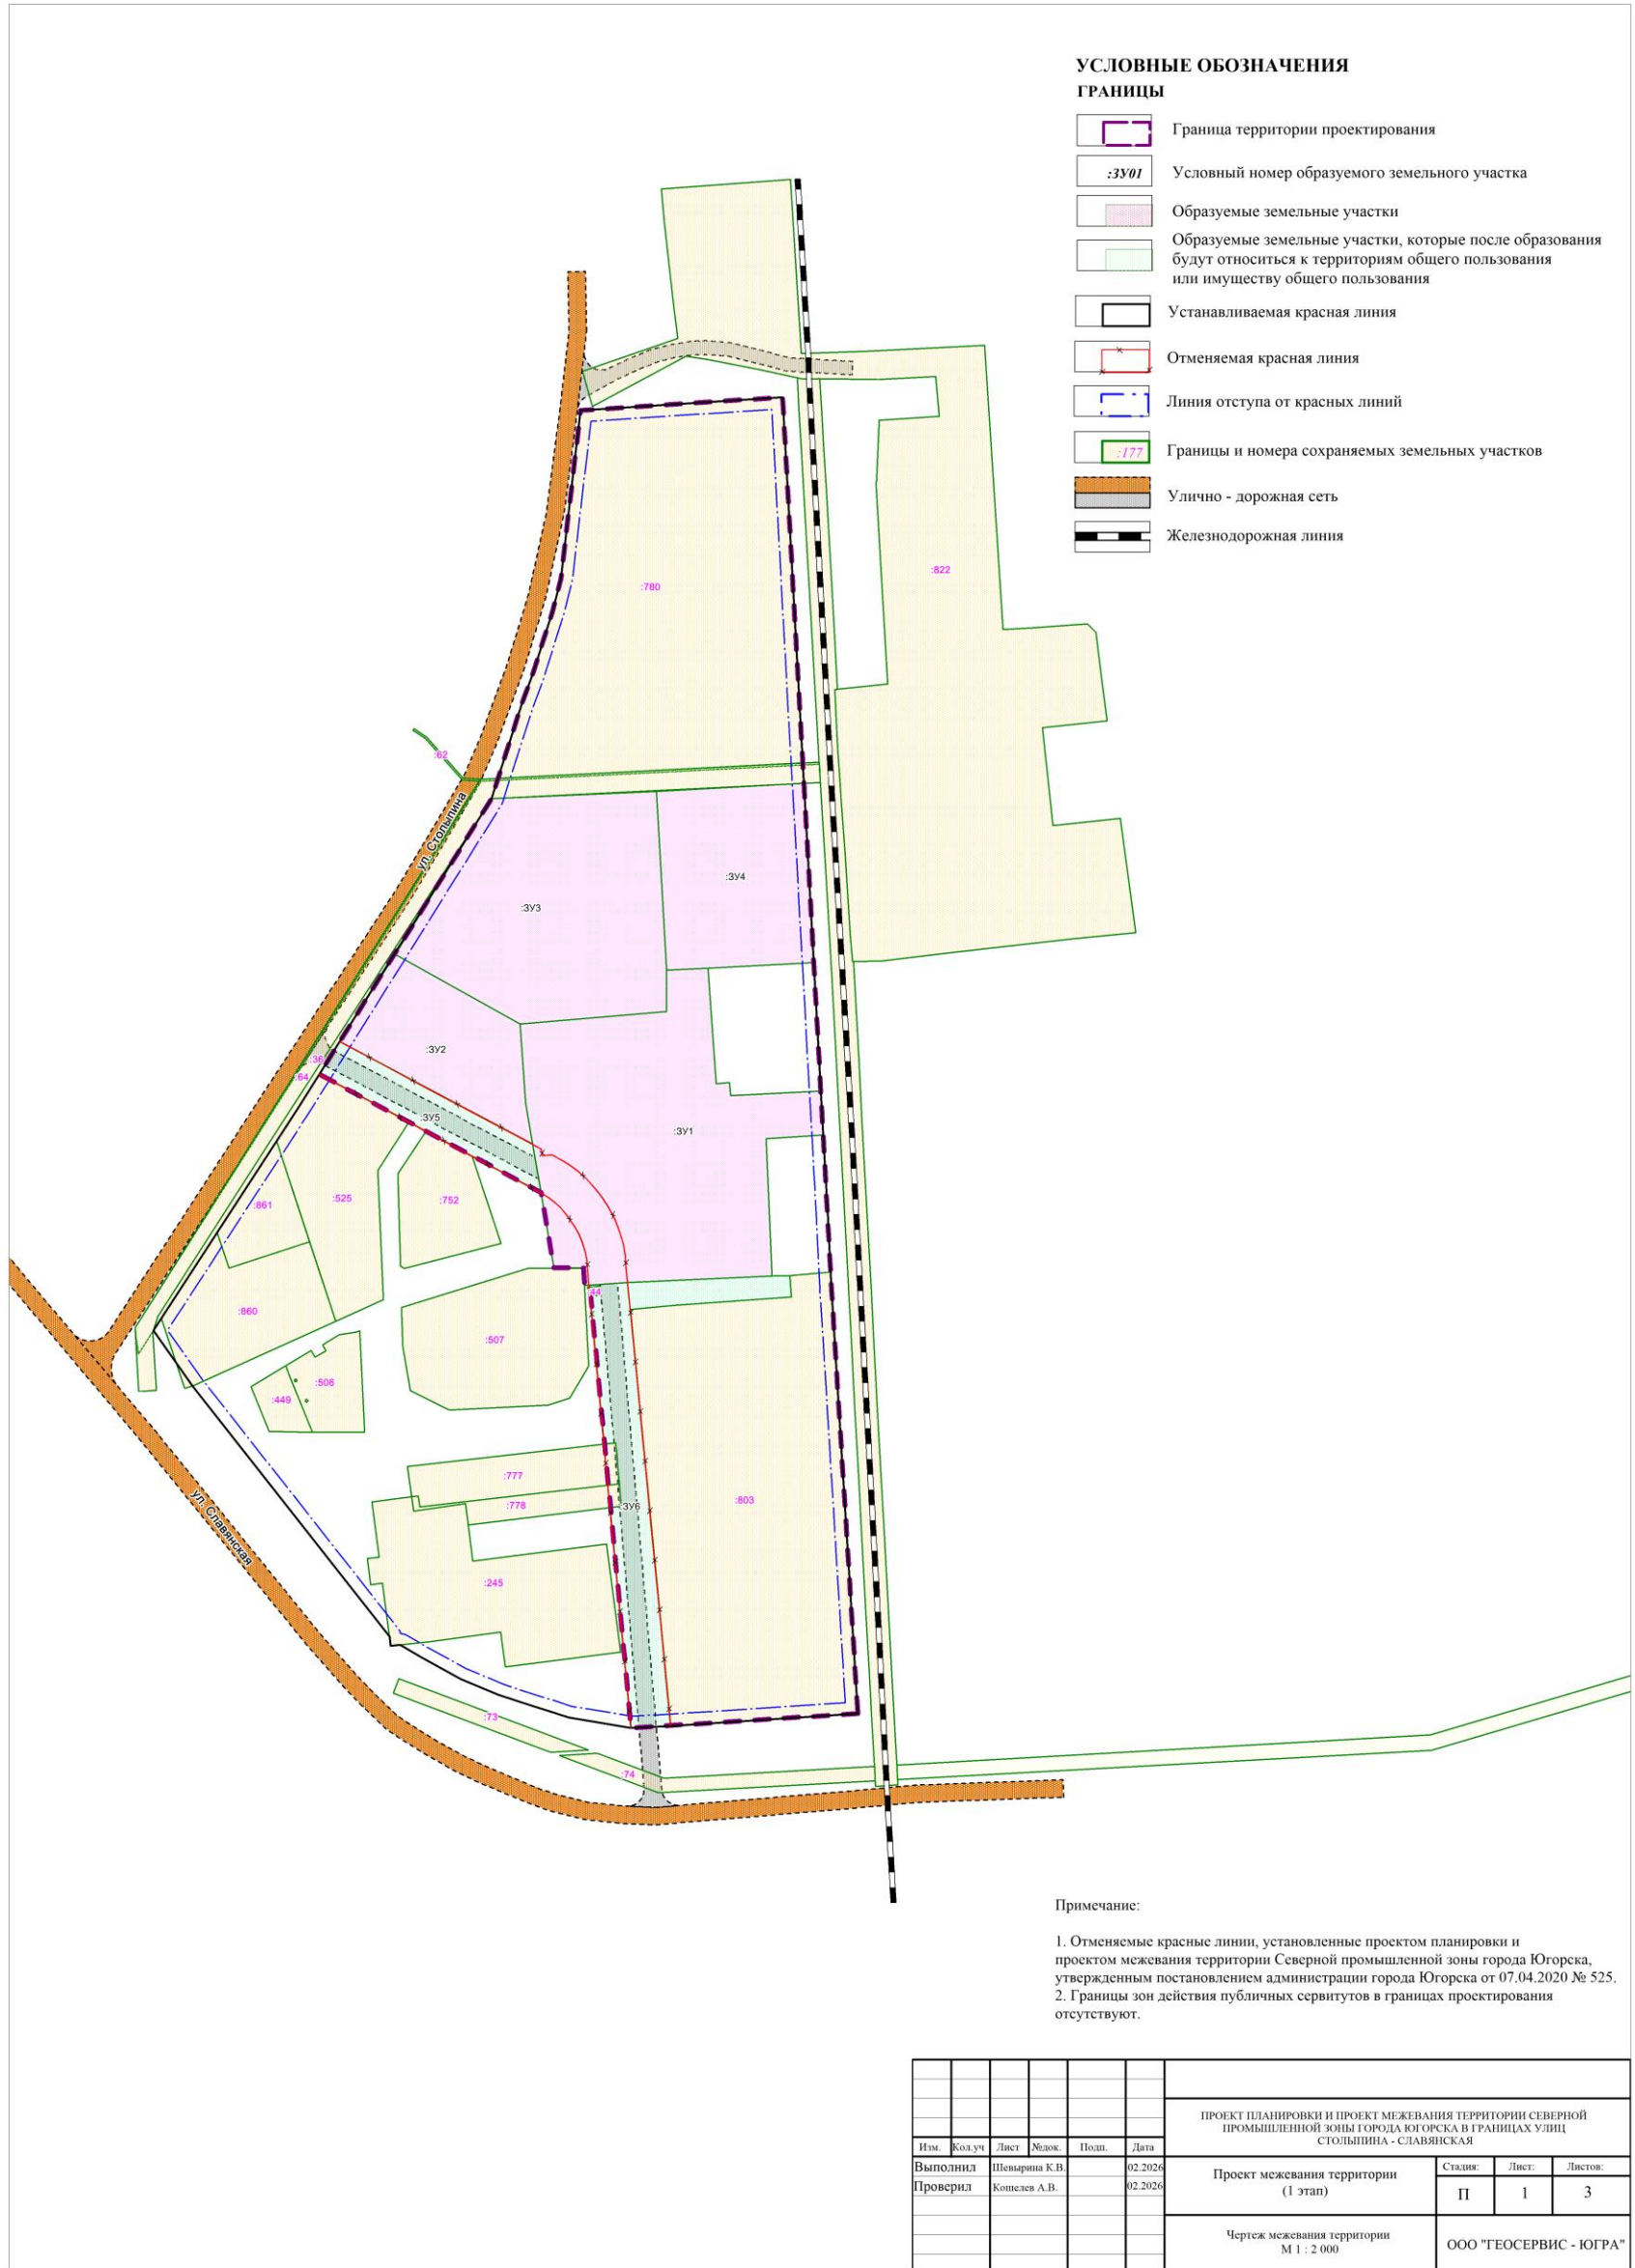 УСЛОВНЫЕ ОБОЗНАЧЕНИЯ
ГРАНИЦЫ
Граница территории проектирования
:ЗУ01 Условный номер образуемого земельного участка
Образуемые земельные участки
Образуемые земельные участки, которые после образования
будут относиться к территориям общего пользования
или имуществу общего пользования
Устанавливаемая красная линия
Отменяемая красная линия
Линия отступа от красных линий
:177 Границы и номера сохраняемых земельных участков
Улично - дорожная сеть
Железнодорожная линия
:822
:780
:62
ул. Столыпина
:ЗУ4
:ЗУ3
:ЗУ2
:36
:64
:ЗУ5
:ЗУ1
:525
:752
:861
:44
:860
:507
:506
:449
:777
:803
:778
:ЗУ6
ул. Славянская
:245
:73
:74
Примечание:
1. Отменяемые красные линии, установленные проектом планировки и
проектом межевания территории Северной промышленной зоны города Югорска,
утвержденным постановлением администрации города Югорска от 07.04.2020 № 525.
2. Границы зон действия публичных сервитутов в границах проектирования
отсутствуют.
ПРОЕКТ ПЛАНИРОВКИ И ПРОЕКТ МЕЖЕВАНИЯ ТЕРРИТОРИИ СЕВЕРНОЙ
ПРОМЫШЛЕННОЙ ЗОНЫ ГОРОДА ЮГОРСКА В ГРАНИЦАХ УЛИЦ
СТОЛЫПИНА - СЛАВЯНСКАЯ
Изм. Кол.уч Лист №док. Подп. Дата
Выполнил Шевырина К.В. 02.2026
Проверил Кошелев А.В. 02.2026
Проект межевания территории
(1 этап)
Стадия: Лист: Листов:
П 1 3
Чертеж межевания территории
М 1 : 2 000
ООО "ГЕОСЕРВИС - ЮГРА"